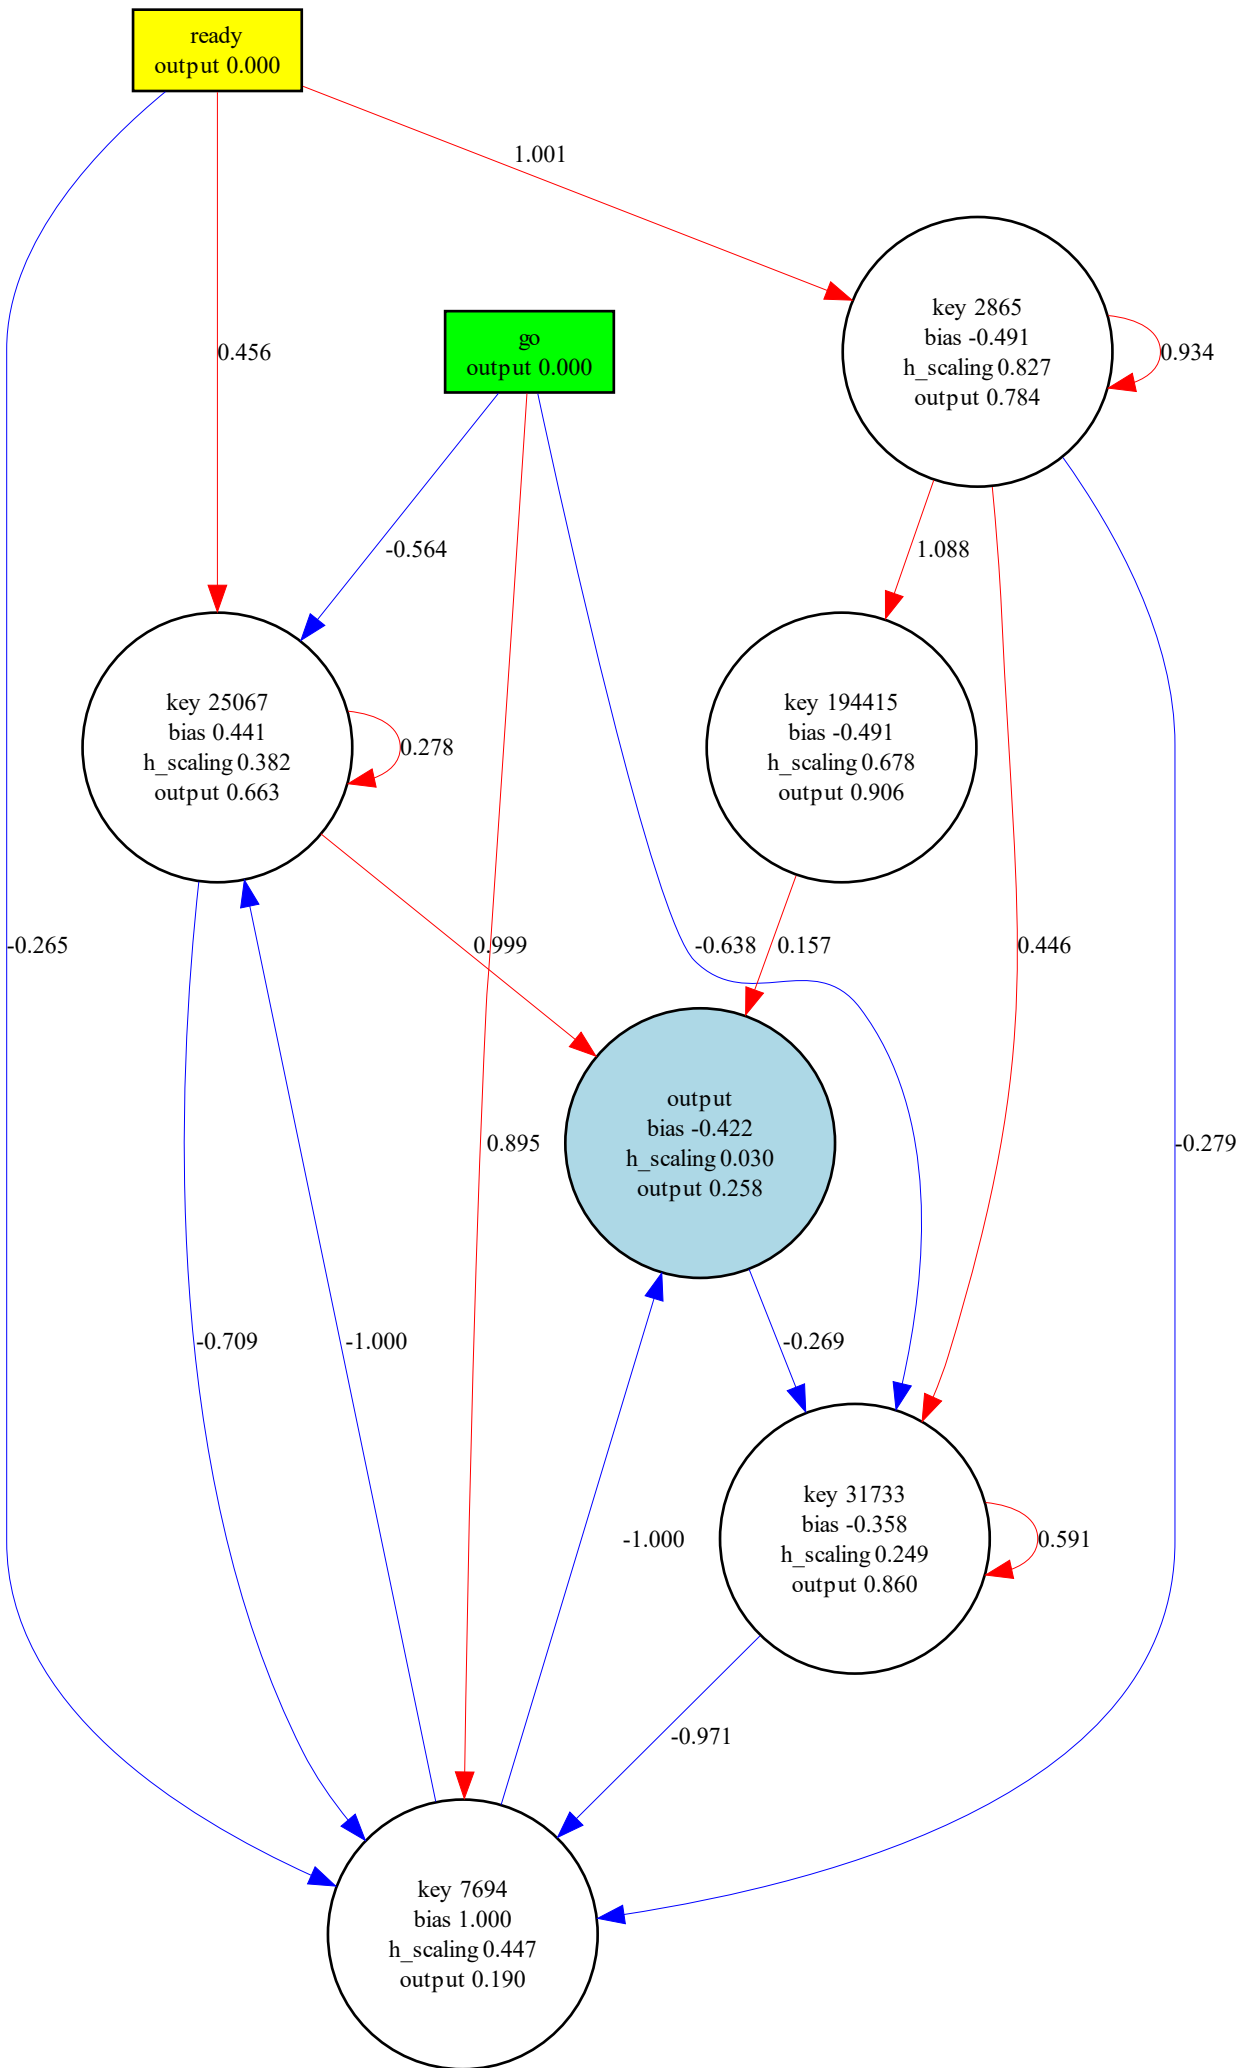 ready
output 0.000
1.001
key 2865
bias -0.491
h_scaling 0.827
output 0.784
0.934
go
output 0.000
0.456
-0.564
1.088
key 25067
bias 0.441
h_scaling 0.382
output 0.663
0.278
key 194415
bias -0.491
h_scaling 0.678
output 0.906
-0.265
0.999
-0.638
0.157
0.446
output
bias -0.422
h_scaling 0.030
output 0.258
0.895
-0.279
-0.709
-1.000
-0.269
-1.000
key 31733
bias -0.358
h_scaling 0.249
output 0.860
0.591
-0.971
key 7694
bias 1.000
h_scaling 0.447
output 0.190